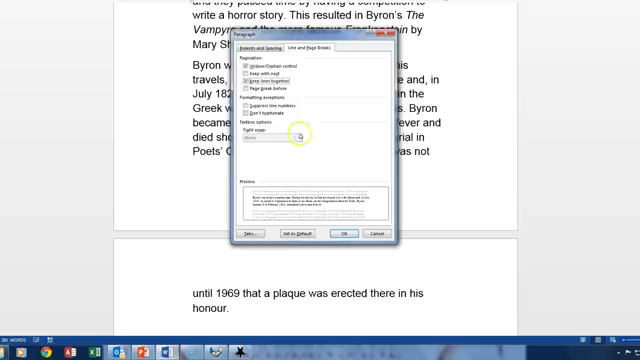 and they passed time by having a competition to
write a horror story. This resulted in Byron's The
Vampyre and the more famous Frankenstein by
Mary Sh
Paragraph
Indents and Spacing
Line and Page Breaks
Pagination
Widow/Orphan control
Keep with next
Keep lines together
Page Break before
Formatting exceptions
Suppress line numbers
Don't hyphenate
Textbox options
Tight wrap:
None
Preview
Tabs...
Set as Default
OK
Cancel
Byron w
his
travels,
e and, in
July 182
in
the Greek
s. Byron
became
ever and
died sho
rial in
Poets' C
was not
until 1969 that a plaque was erected there in his
honour.
281 WORDS